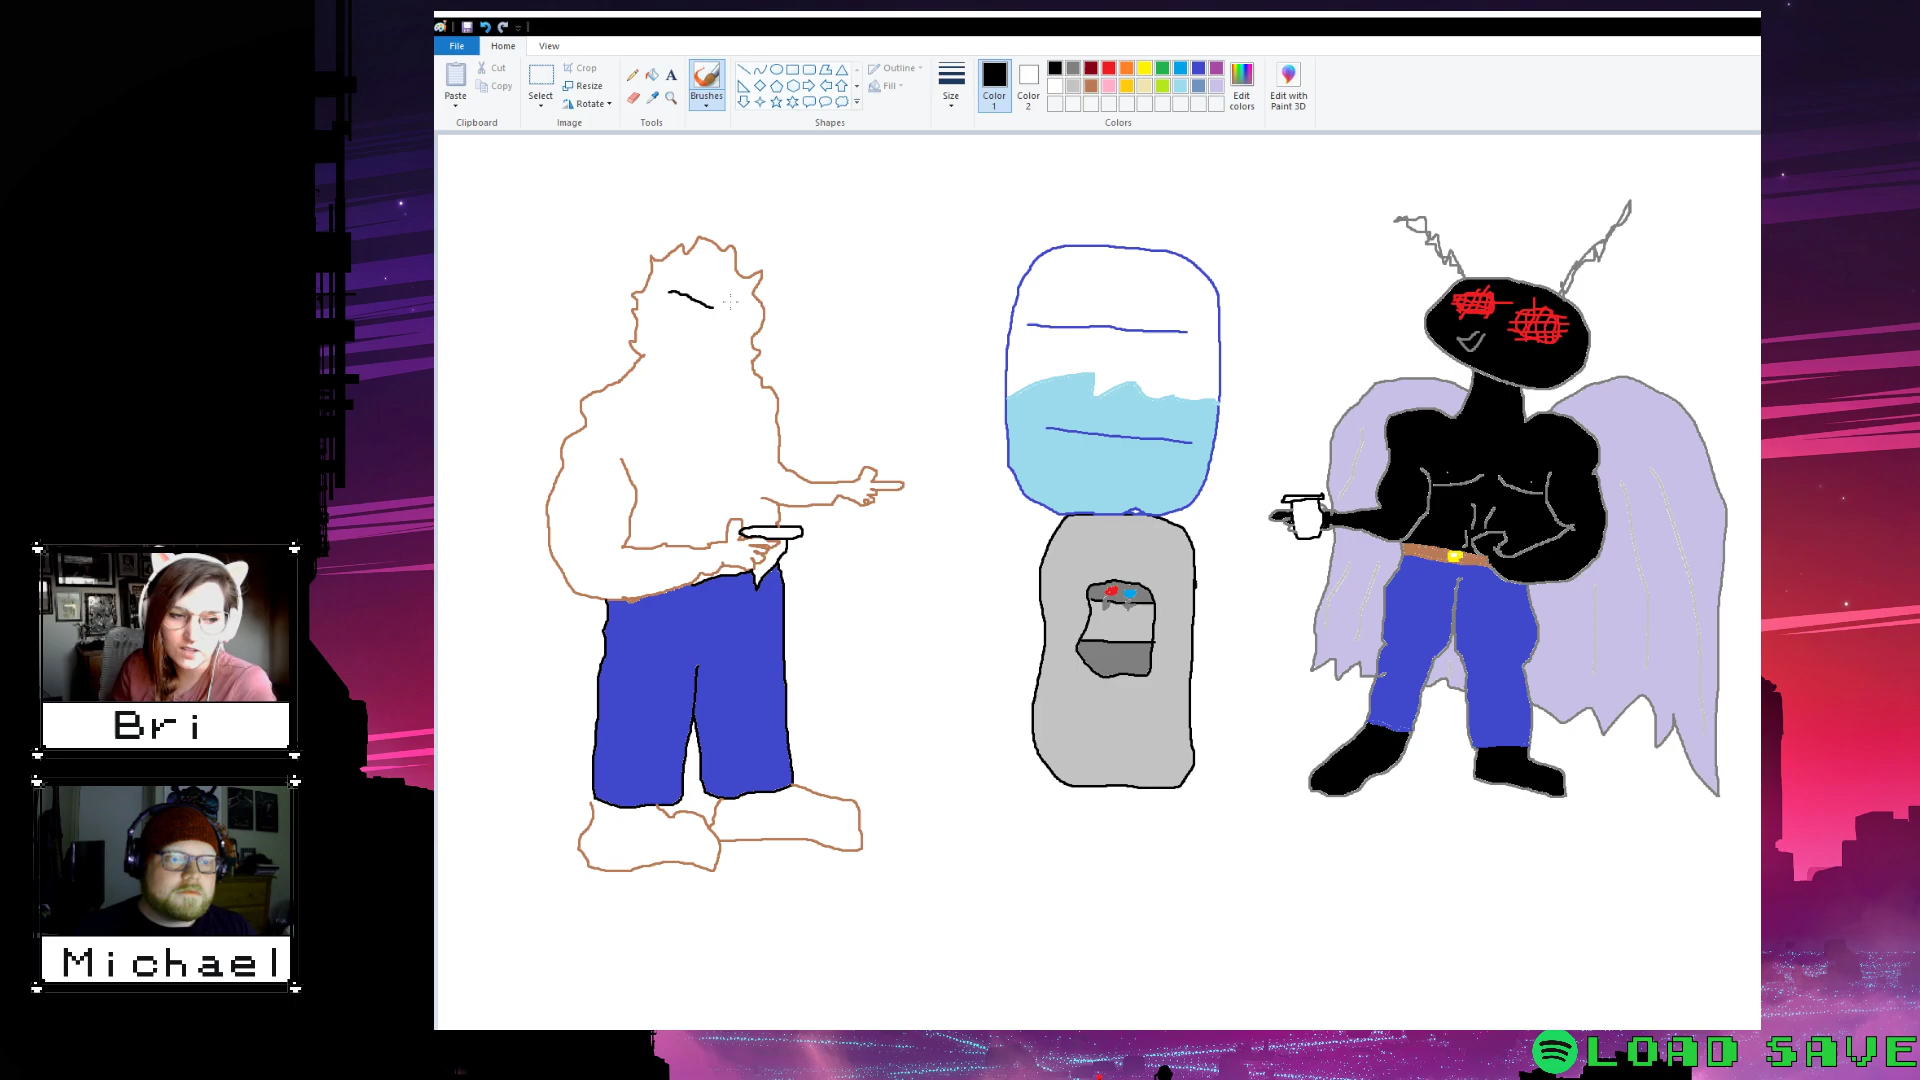 File Home View
Paste
Cut
Copy
Clipboard
Select
Crop
Resize
Rotate
Image
A
Tools
Brushes
Outline
Fill
Shapes
Size
Color 1
Color 2
Edit colors
Colors
Edit with Paint 3D
Bri
Michael
LOAD SAVE